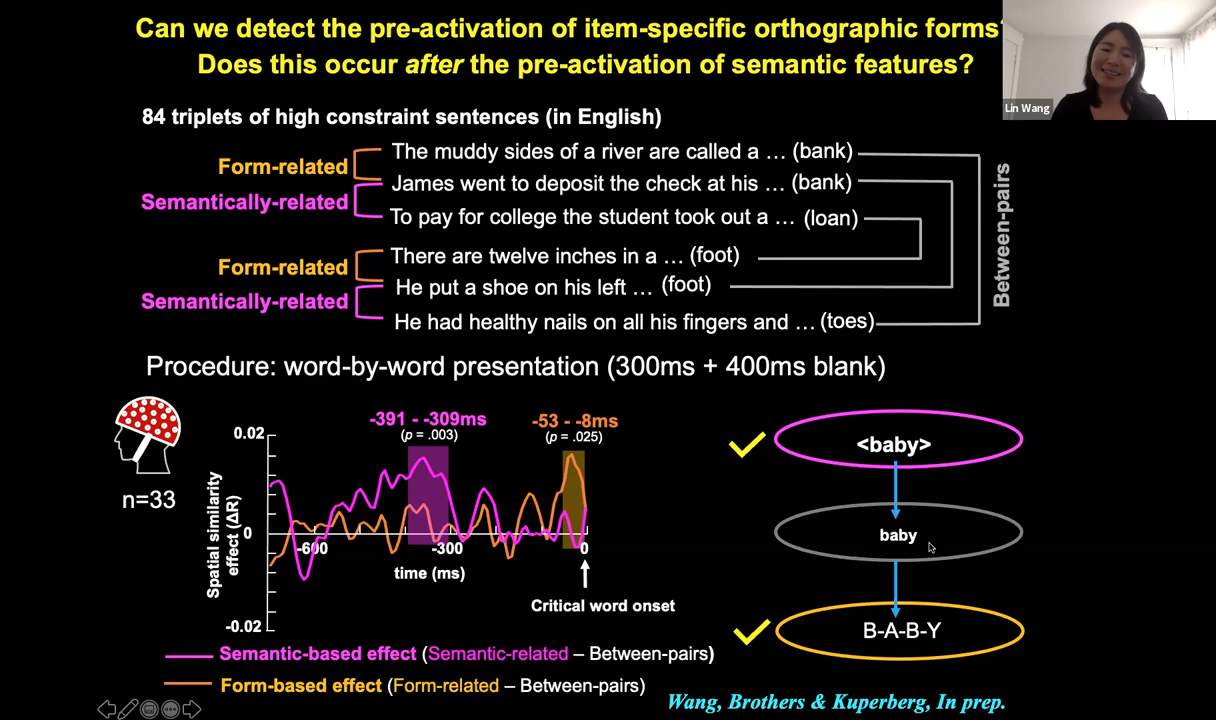 Can we detect the pre-activation of item-specific orthographic forms?
Lin Wang
Does this occur after the pre-activation of semantic features?
84 triplets of high constraint sentences (in English)
Form-related
The muddy sides of a river are called a … (bank)
James went to deposit the check at his … (bank)
Semantically-related
To pay for college the student took out a … (loan)
Form-related
There are twelve inches in a … (foot)
He put a shoe on his left … (foot)
Semantically-related
He had healthy nails on all his fingers and … (toes)
Between-pairs
Procedure: word-by-word presentation (300ms + 400ms blank)
n=33
Spatial similarity
effect (ΔR)
0.02
0
-0.02
-391 - -309ms
(p = .003)
-53 - -8ms
(p = .025)
-600
-300
0
time (ms)
Critical word onset
<baby>
baby
B-A-B-Y
Semantic-based effect (Semantic-related – Between-pairs)
Form-based effect (Form-related – Between-pairs)
Wang, Brothers & Kuperberg, In prep.